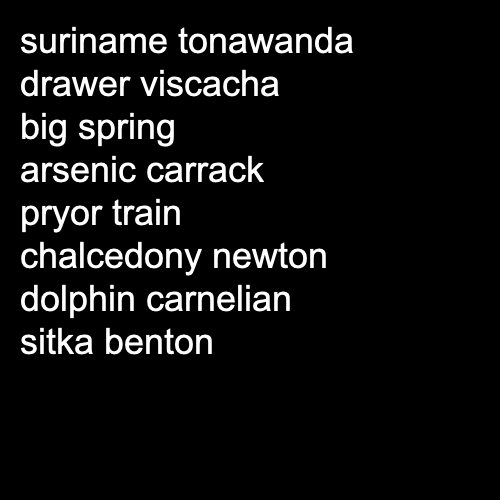 suriname tonawanda
drawer viscacha
big spring
arsenic carrack
pryor train
chalcedony newton
dolphin carnelian
sitka benton